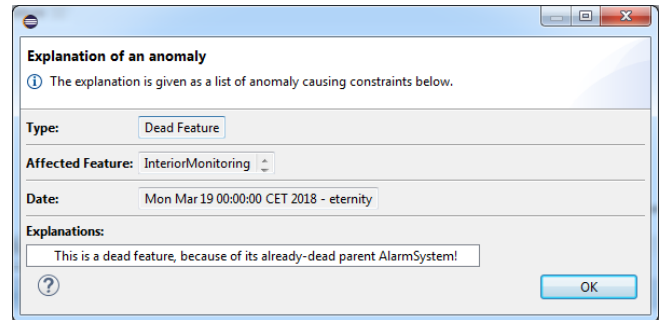 Explanation of an anomaly
The explanation is given as a list of anomaly causing constraints below.
Type: Dead Feature
Affected Feature: InteriorMonitoring
Date: Mon Mar 19 00:00:00 CET 2018 - eternity
Explanations:
This is a dead feature, because of its already-dead parent AlarmSystem!
OK